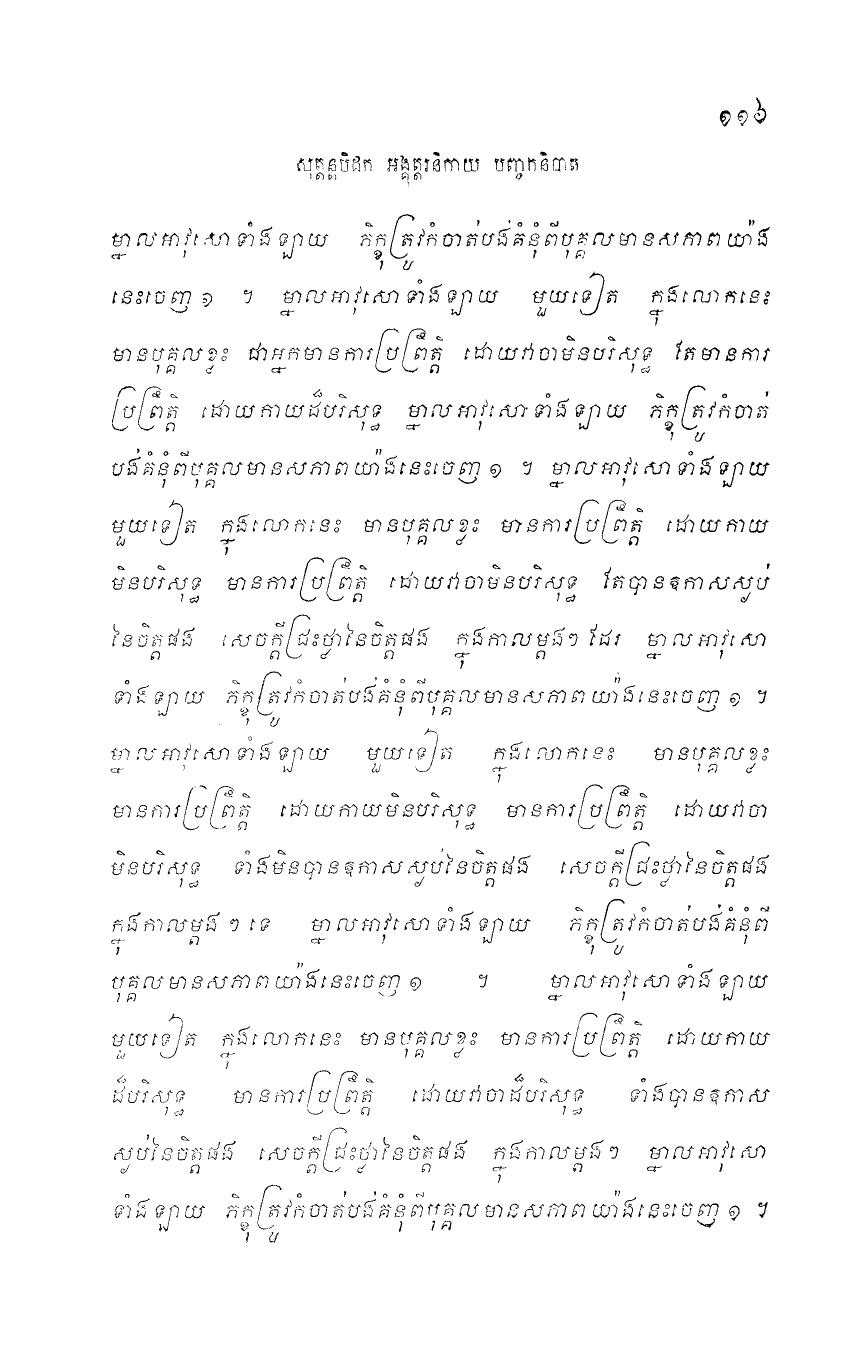 ១១៦
សុត្តន្តបិដក អង្គុត្តរនិកាយ បញ្ចកនិបាត
ម្នាលអាវុសោទាំងឡាយ ភិក្ខុត្រូវកំចាត់បង់គំនុំពីបុគ្គលមានសភាពយ៉ាង
នេះចេញ១ ។ ម្នាលអាវុសោទាំងឡាយ មួយទៀត ក្នុងលោកនេះ
មានបុគ្គលខ្លះ ជាអ្នកមានការប្រព្រឹត្តិ ដោយវាចាមិនបរិសុទ្ធ តែមានការ
ប្រព្រឹត្តិ ដោយកាយដ៏បរិសុទ្ធ ម្នាលអាវុសោទាំងឡាយ ភិក្ខុត្រូវកំចាត់
បង់គំនុំពីបុគ្គលមានសភាពយ៉ាងនេះចេញ១ ។ ម្នាលអាវុសោទាំងឡាយ
មួយទៀត ក្នុងលោកនេះ មានបុគ្គលខ្លះ មានការប្រព្រឹត្តិ ដោយកាយ
មិនបរិសុទ្ធ មានការប្រព្រឹត្តិ ដោយវាចាមិនបរិសុទ្ធ តែបានឧកាសស្ងប់
នៃចិត្តផង សេចក្តីជ្រះថ្លានៃចិត្តផង ក្នុងកាលម្តងៗ ដែរ ម្នាលអាវុសោ
ទាំងឡាយ ភិក្ខុត្រូវកំចាត់បង់គំនុំពីបុគ្គលមានសភាពយ៉ាងនេះចេញ១ ។
ម្នាលអាវុសោទាំងឡាយ មួយទៀត ក្នុងលោកនេះ មានបុគ្គលខ្លះ
មានការប្រព្រឹត្តិ ដោយកាយមិនបរិសុទ្ធ មានការប្រព្រឹត្តិ ដោយវាចា
មិនបរិសុទ្ធ ទាំងមិនបានឧកាសស្ងប់នៃចិត្តផង សេចក្តីជ្រះថ្លានៃចិត្តផង
ក្នុងកាលម្តងៗ ទេ ម្នាលអាវុសោទាំងឡាយ ភិក្ខុត្រូវកំចាត់បង់គំនុំពី
បុគ្គលមានសភាពយ៉ាងនេះចេញ១ ។ ម្នាលអាវុសោទាំងឡាយ
មួយទៀត ក្នុងលោកនេះ មានបុគ្គលខ្លះ មានការប្រព្រឹត្តិ ដោយកាយ
ដ៏បរិសុទ្ធ មានការប្រព្រឹត្តិ ដោយវាចាដ៏បរិសុទ្ធ ទាំងបានឧកាស
ស្ងប់នៃចិត្តផង សេចក្តីជ្រះថ្លានៃចិត្តផង ក្នុងកាលម្តងៗ ម្នាលអាវុសោ
ទាំងឡាយ ភិក្ខុត្រូវកំចាត់បង់គំនុំពីបុគ្គលមានសភាពយ៉ាងនេះចេញ១ ។